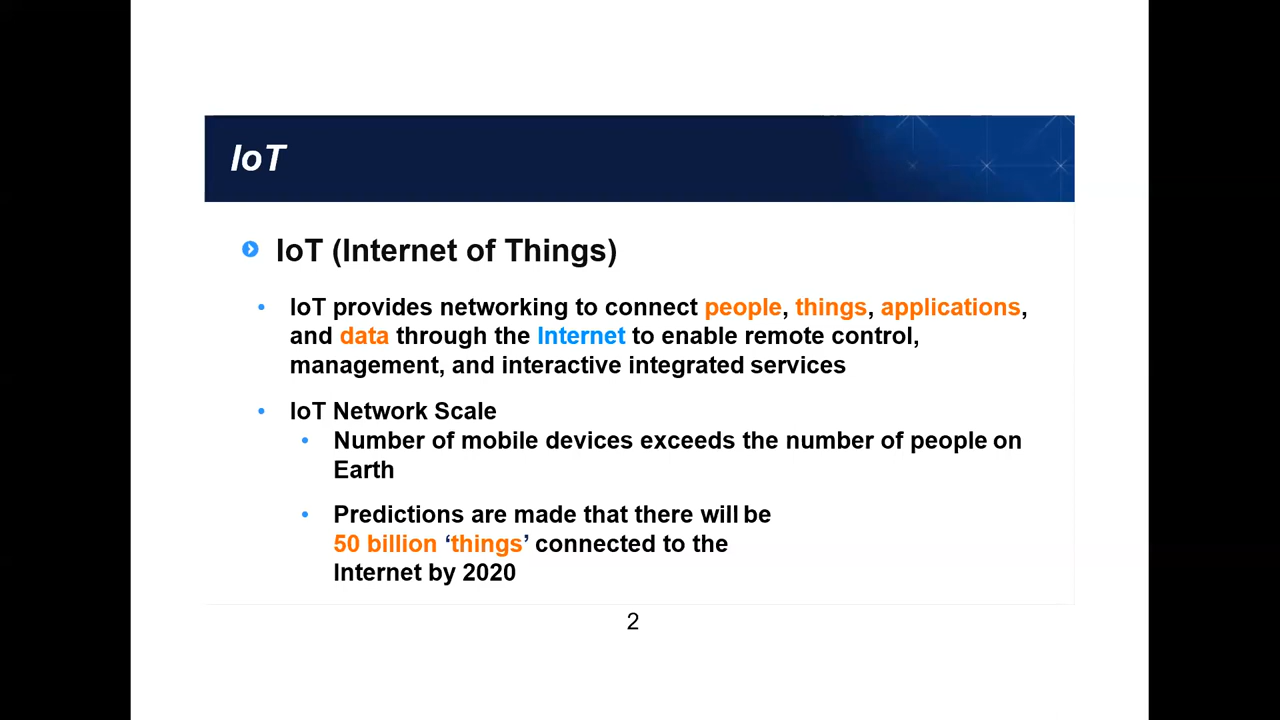 IoT
IoT (Internet of Things)
• IoT provides networking to connect people, things, applications,
and data through the Internet to enable remote control,
management, and interactive integrated services
• IoT Network Scale
• Number of mobile devices exceeds the number of people on
Earth
• Predictions are made that there will be
50 billion ‘things’ connected to the
Internet by 2020
2